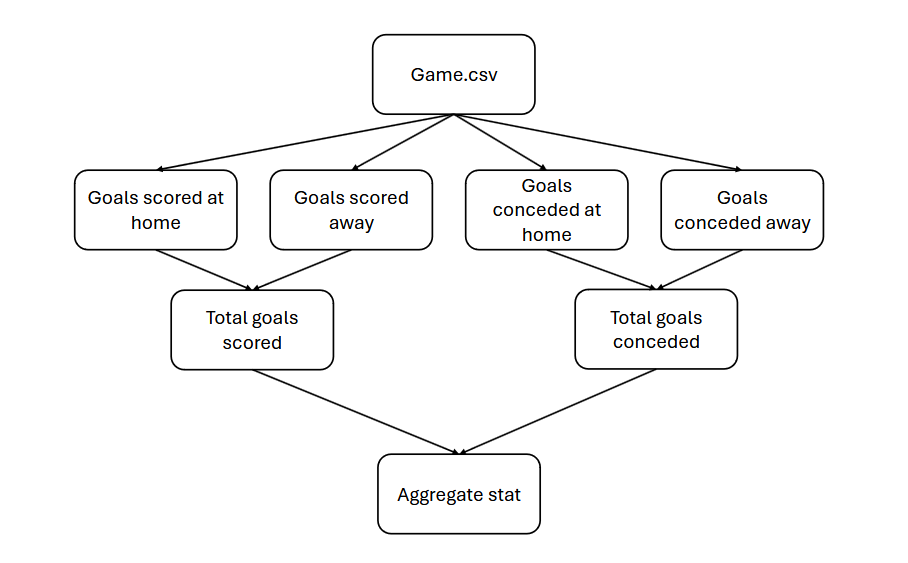 Game.csv
Goals scored at
home
Goals scored
away
Goals
conceded at
home
Goals
conceded away
Total goals
scored
Total goals
conceded
Aggregate stat